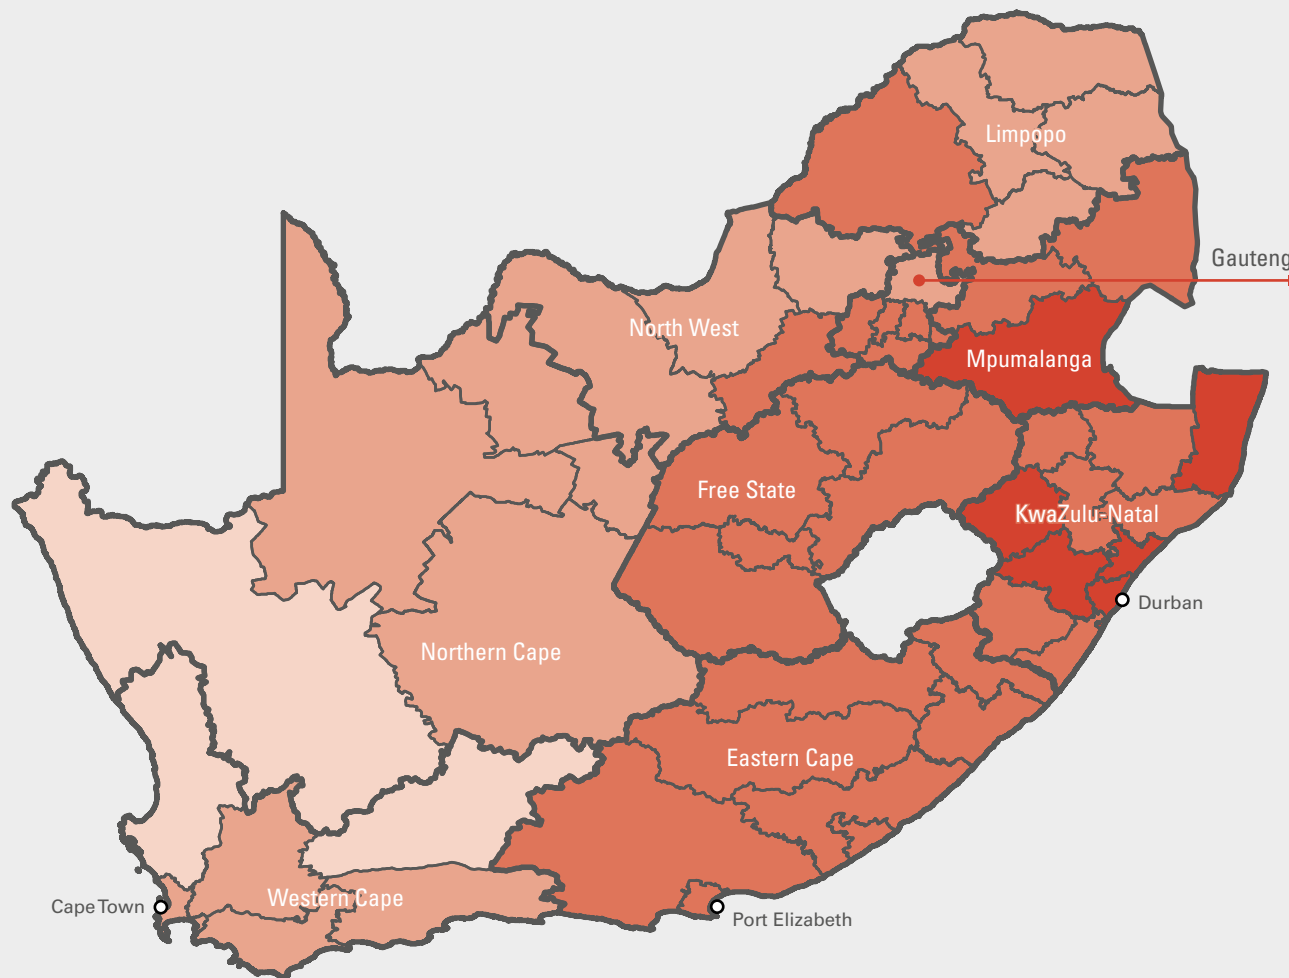 Limpopo
Gauteng
North West
Mpumalanga
Free State
KwaZulu-Natal
Durban
Northern Cape
Eastern Cape
Western Cape
Cape Town
Port Elizabeth